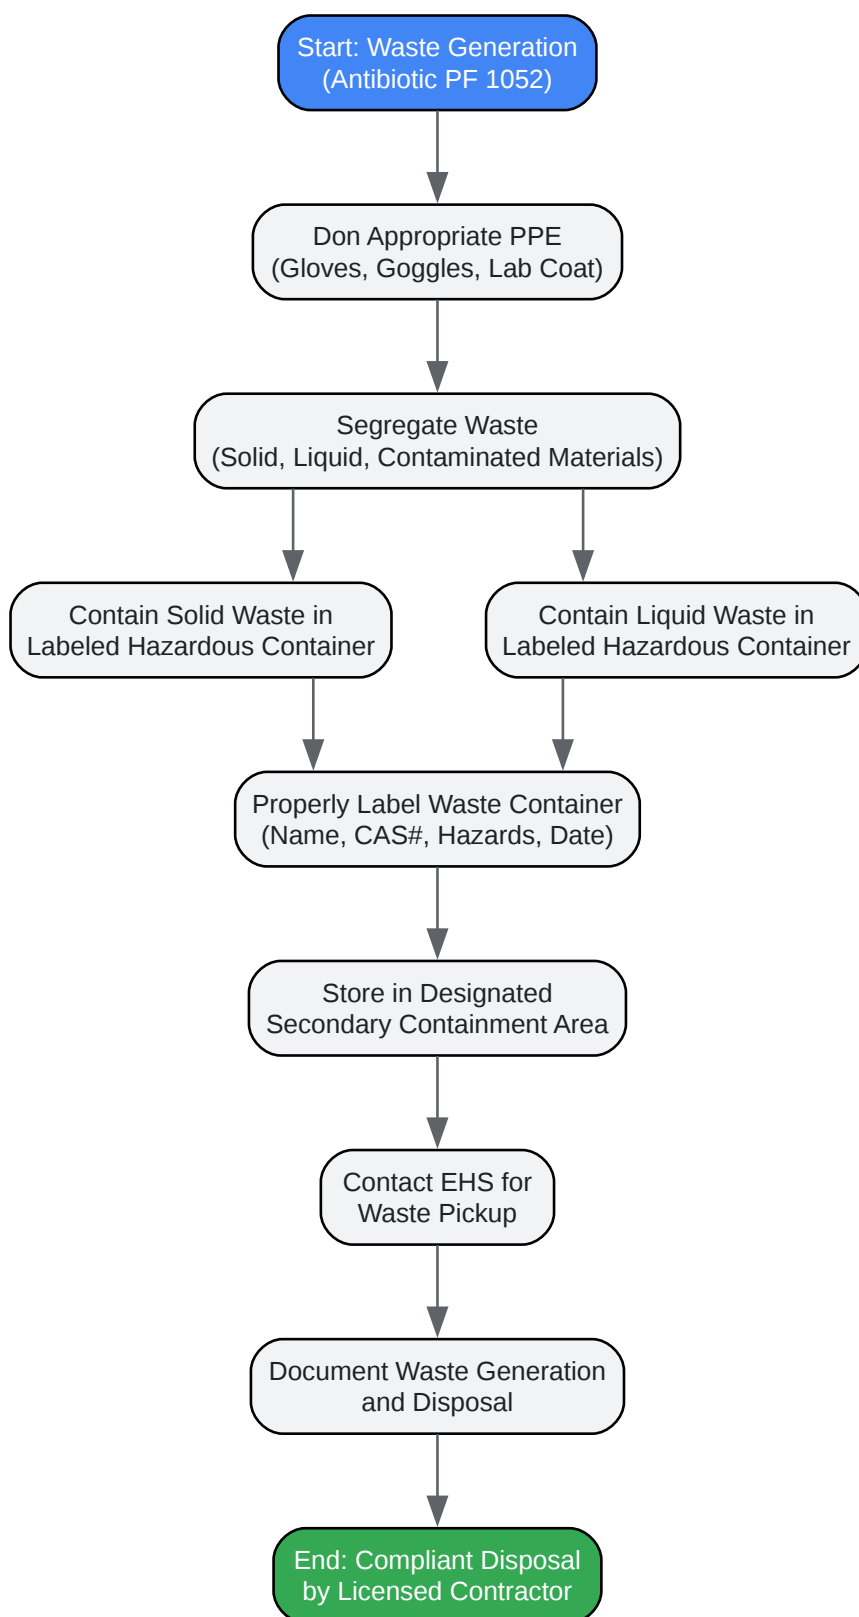 Start: Waste Generation
(Antibiotic PF 1052)
Don Appropriate PPE
(Gloves, Goggles, Lab Coat)
Segregate Waste
(Solid, Liquid, Contaminated Materials)
Contain Solid Waste in
Labeled Hazardous Container
Contain Liquid Waste in
Labeled Hazardous Container
Properly Label Waste Container
(Name, CAS#, Hazards, Date)
Store in Designated
Secondary Containment Area
Contact EHS for
Waste Pickup
Document Waste Generation
and Disposal
End: Compliant Disposal
by Licensed Contractor